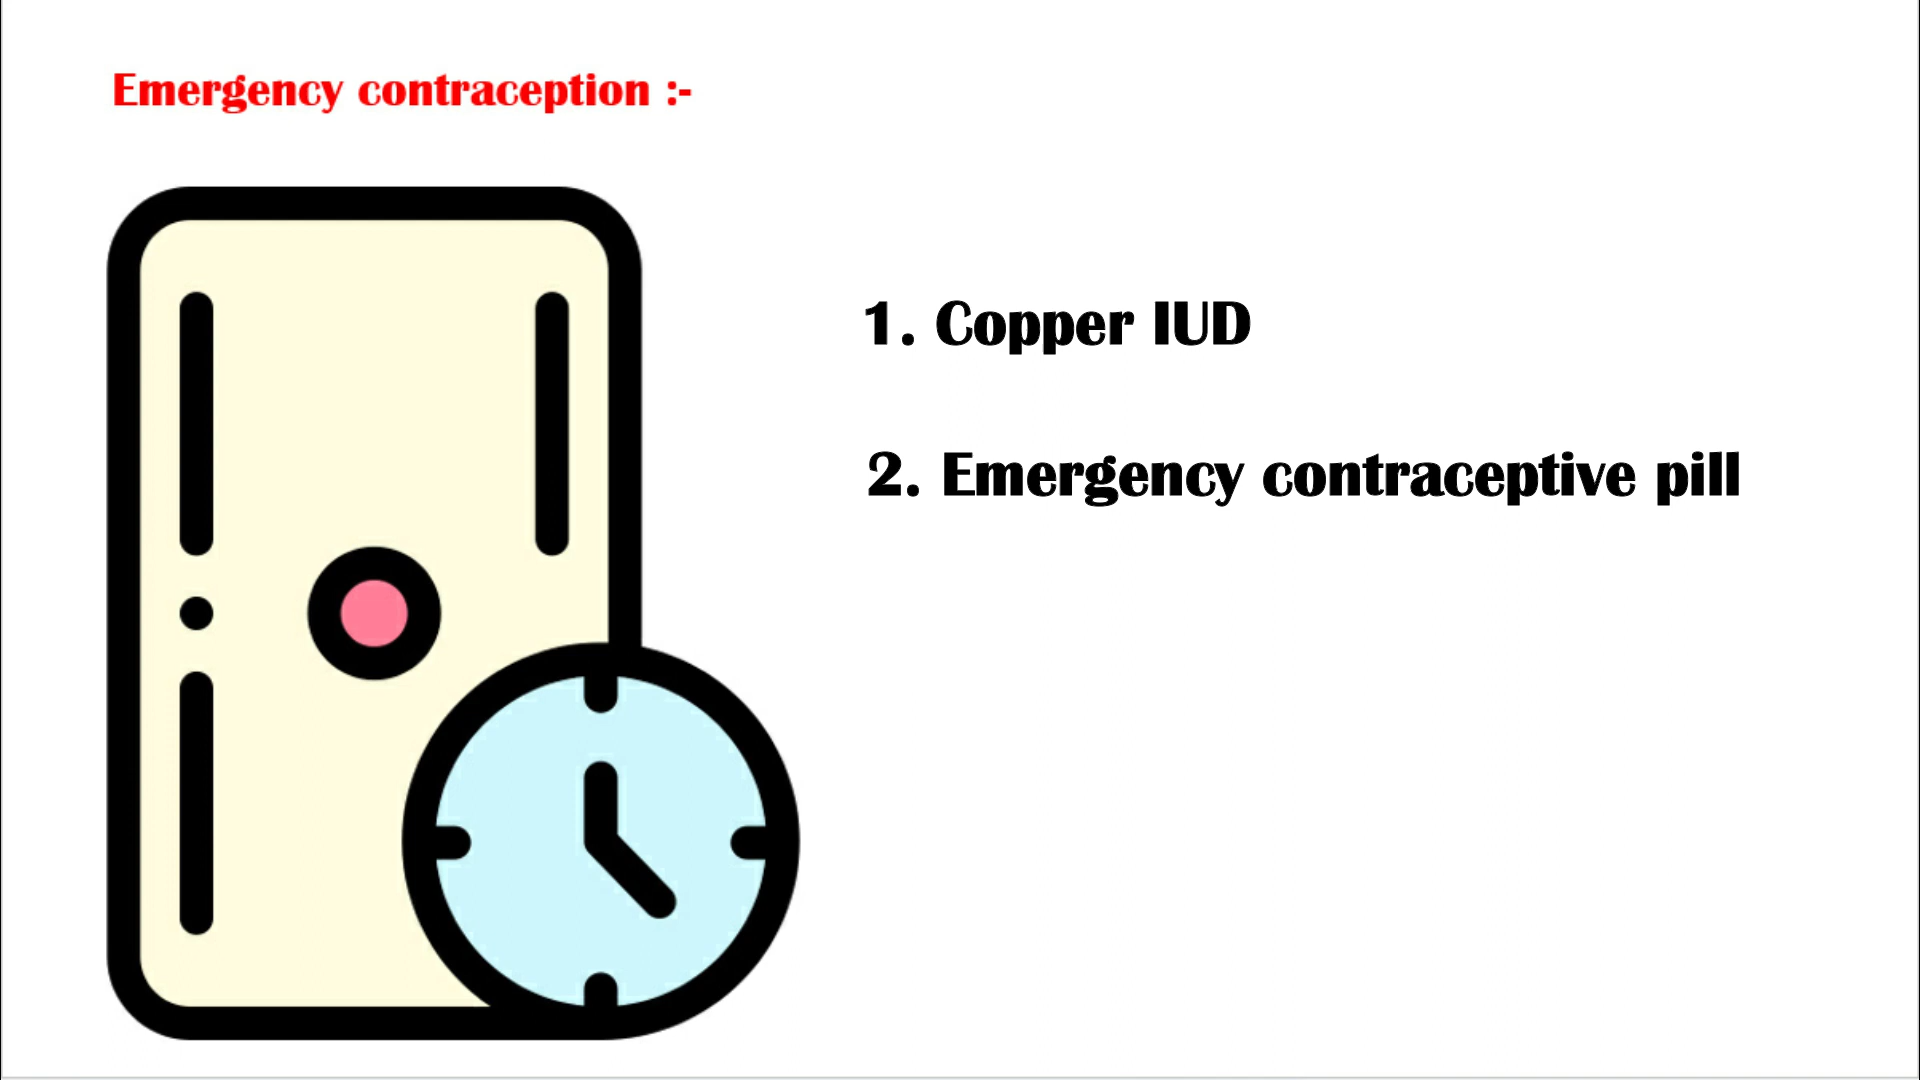 Emergency contraception :-
1. Copper IUD
2. Emergency contraceptive pill